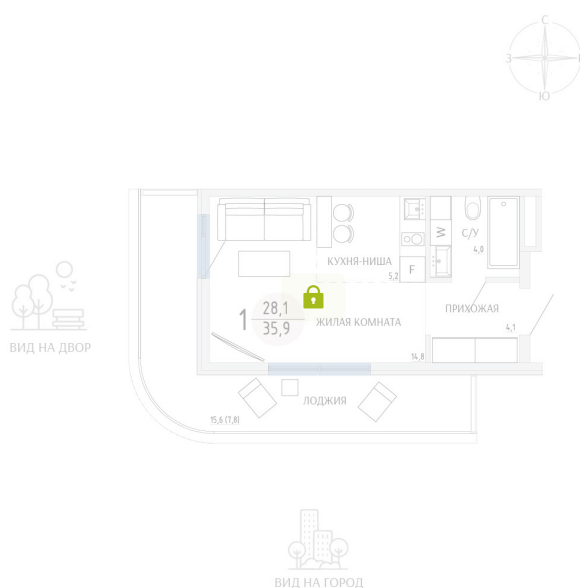 С
З
Ю
W
С/У
4,0
КУХНЯ-НИША
5,2
F
28,1
1
35,9
ЖИЛАЯ КОМНАТА
14,8
ПРИХОЖАЯ
4,1
ВИД НА ДВОР
ЛОДЖИЯ
15,6 (7,8)
ВИД НА ГОРОД